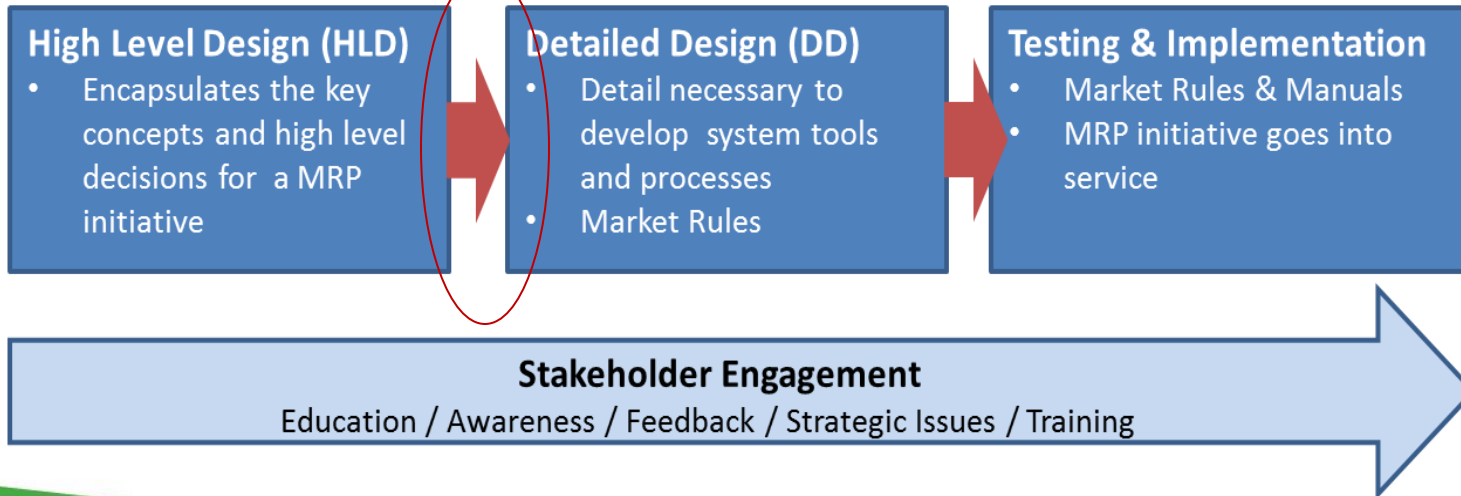 High Level Design (HLD)
• Encapsulates the key
concepts and high level
decisions for a MRP
initiative
Detailed Design (DD)
• Detail necessary to
develop system tools
and processes
• Market Rules
Testing & Implementation
• Market Rules & Manuals
• MRP initiative goes into
service
Stakeholder Engagement
Education / Awareness / Feedback / Strategic Issues / Training